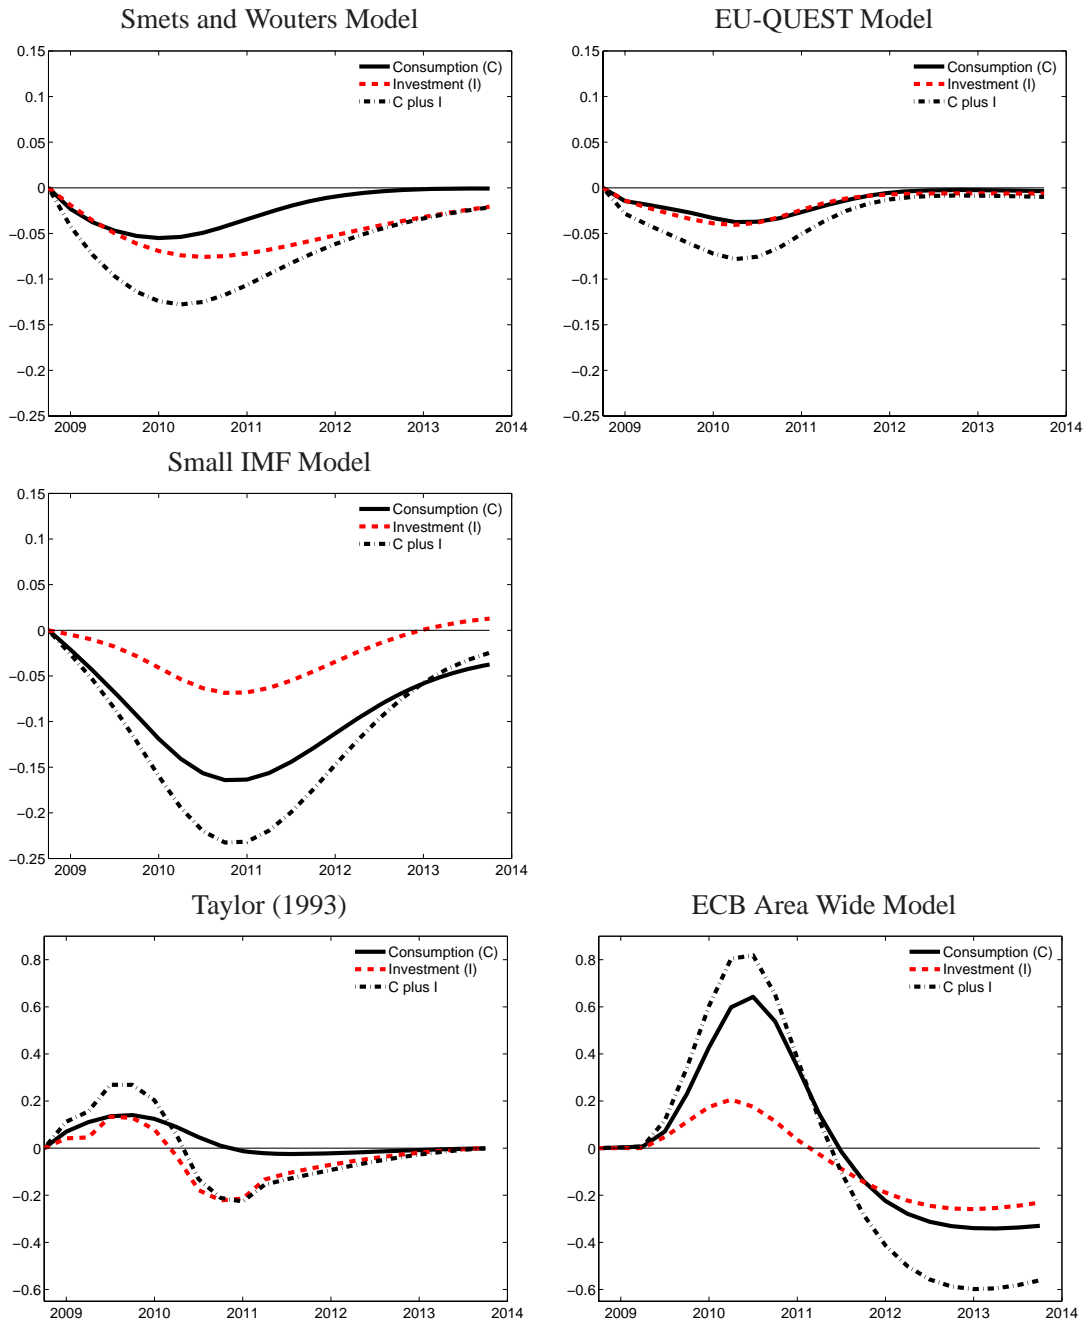 Smets and Wouters Model
0.15
0.1
0.05
0
−0.05
−0.1
−0.15
−0.2
−0.25
2009 2010 2011 2012 2013 2014
Consumption (C)
Investment (I)
C plus I
EU-QUEST Model
0.15
0.1
0.05
0
−0.05
−0.1
−0.15
−0.2
−0.25
2009 2010 2011 2012 2013 2014
Consumption (C)
Investment (I)
C plus I
Small IMF Model
0.15
0.1
0.05
0
−0.05
−0.1
−0.15
−0.2
−0.25
2009 2010 2011 2012 2013 2014
Consumption (C)
Investment (I)
C plus I
Taylor (1993)
0.8
0.6
0.4
0.2
0
−0.2
−0.4
−0.6
2009 2010 2011 2012 2013 2014
Consumption (C)
Investment (I)
C plus I
ECB Area Wide Model
0.8
0.6
0.4
0.2
0
−0.2
−0.4
−0.6
2009 2010 2011 2012 2013 2014
Consumption (C)
Investment (I)
C plus I